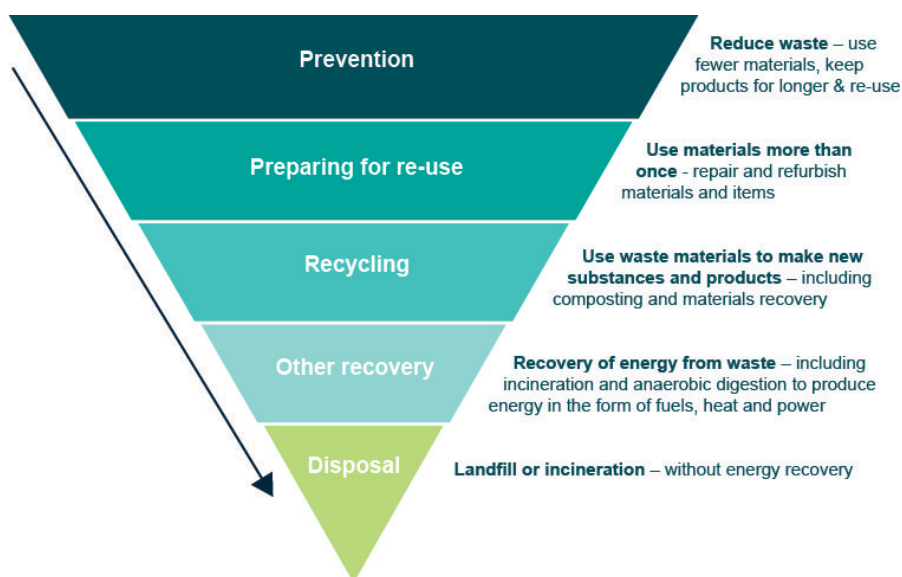 Prevention
Reduce waste – use
fewer materials, keep
products for longer & re-use
Preparing for re-use
Use materials more than
once - repair and refurbish
materials and items
Recycling
Use waste materials to make new
substances and products – including
composting and materials recovery
Other recovery
Recovery of energy from waste – including
incineration and anaerobic digestion to produce
energy in the form of fuels, heat and power
Disposal
Landfill or incineration – without energy recovery